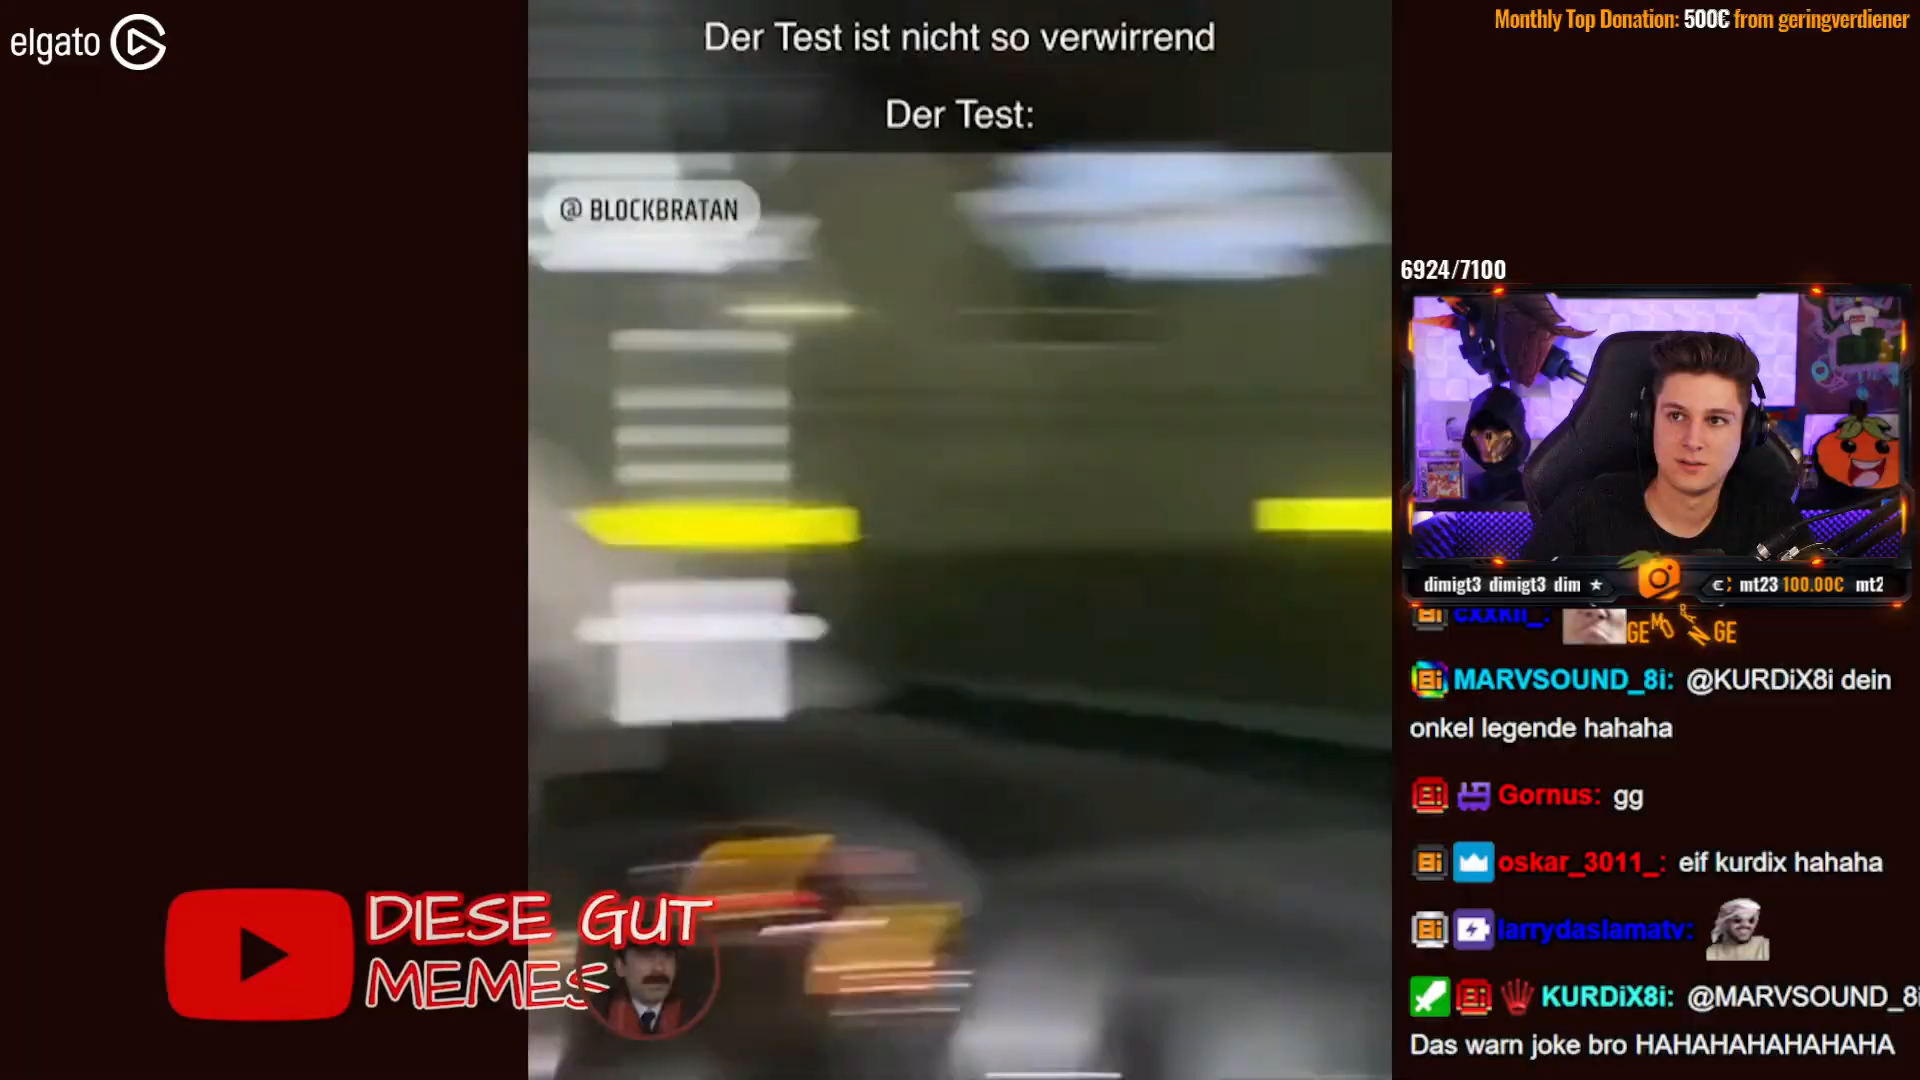 elgato
Der Test ist nicht so verwirrend
Der Test:
@ BLOCKBRATAN
DIESE GUT
MEMES
Monthly Top Donation: 500€ from geringverdiener
6924/7100
dimigt3 dimigt3 dim
mt23 100.00€ mt2
MARVSOUND_8i: @KURDiX8i dein
onkel legende hahaha
Gornus: gg
oskar_3011_: eif kurdix hahaha
larrydaslamatv:
KURDiX8i: @MARVSOUND_8i
Das warn joke bro HAHAHAHAHAHAHA